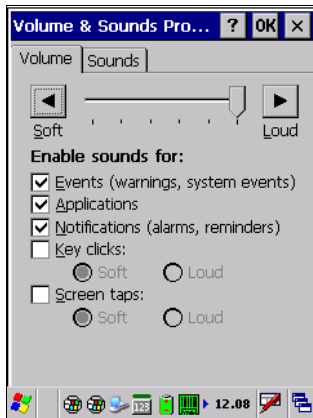 Volume & Sounds Pro... ? OK ×
Volume Sounds
Soft Loud
Enable sounds for:
Events (warnings, system events)
Applications
Notifications (alarms, reminders)
Key clicks:
Soft Loud
Screen taps:
Soft Loud
123 12.08